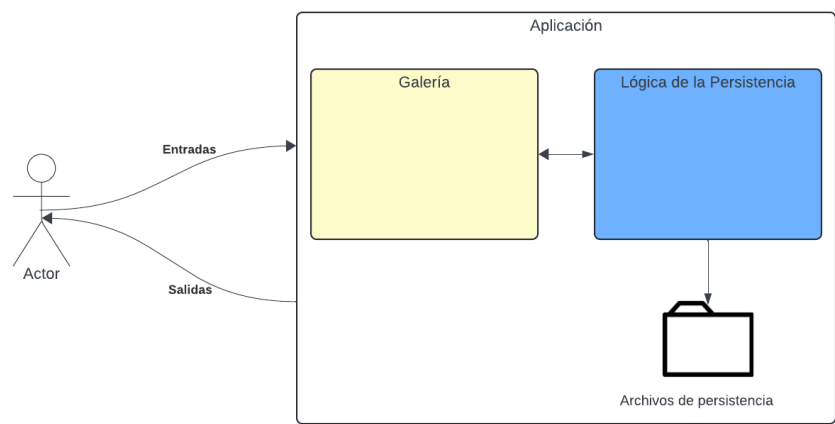 Aplicación
Galería
Lógica de la Persistencia
Entradas
Actor
Salidas
Archivos de persistencia